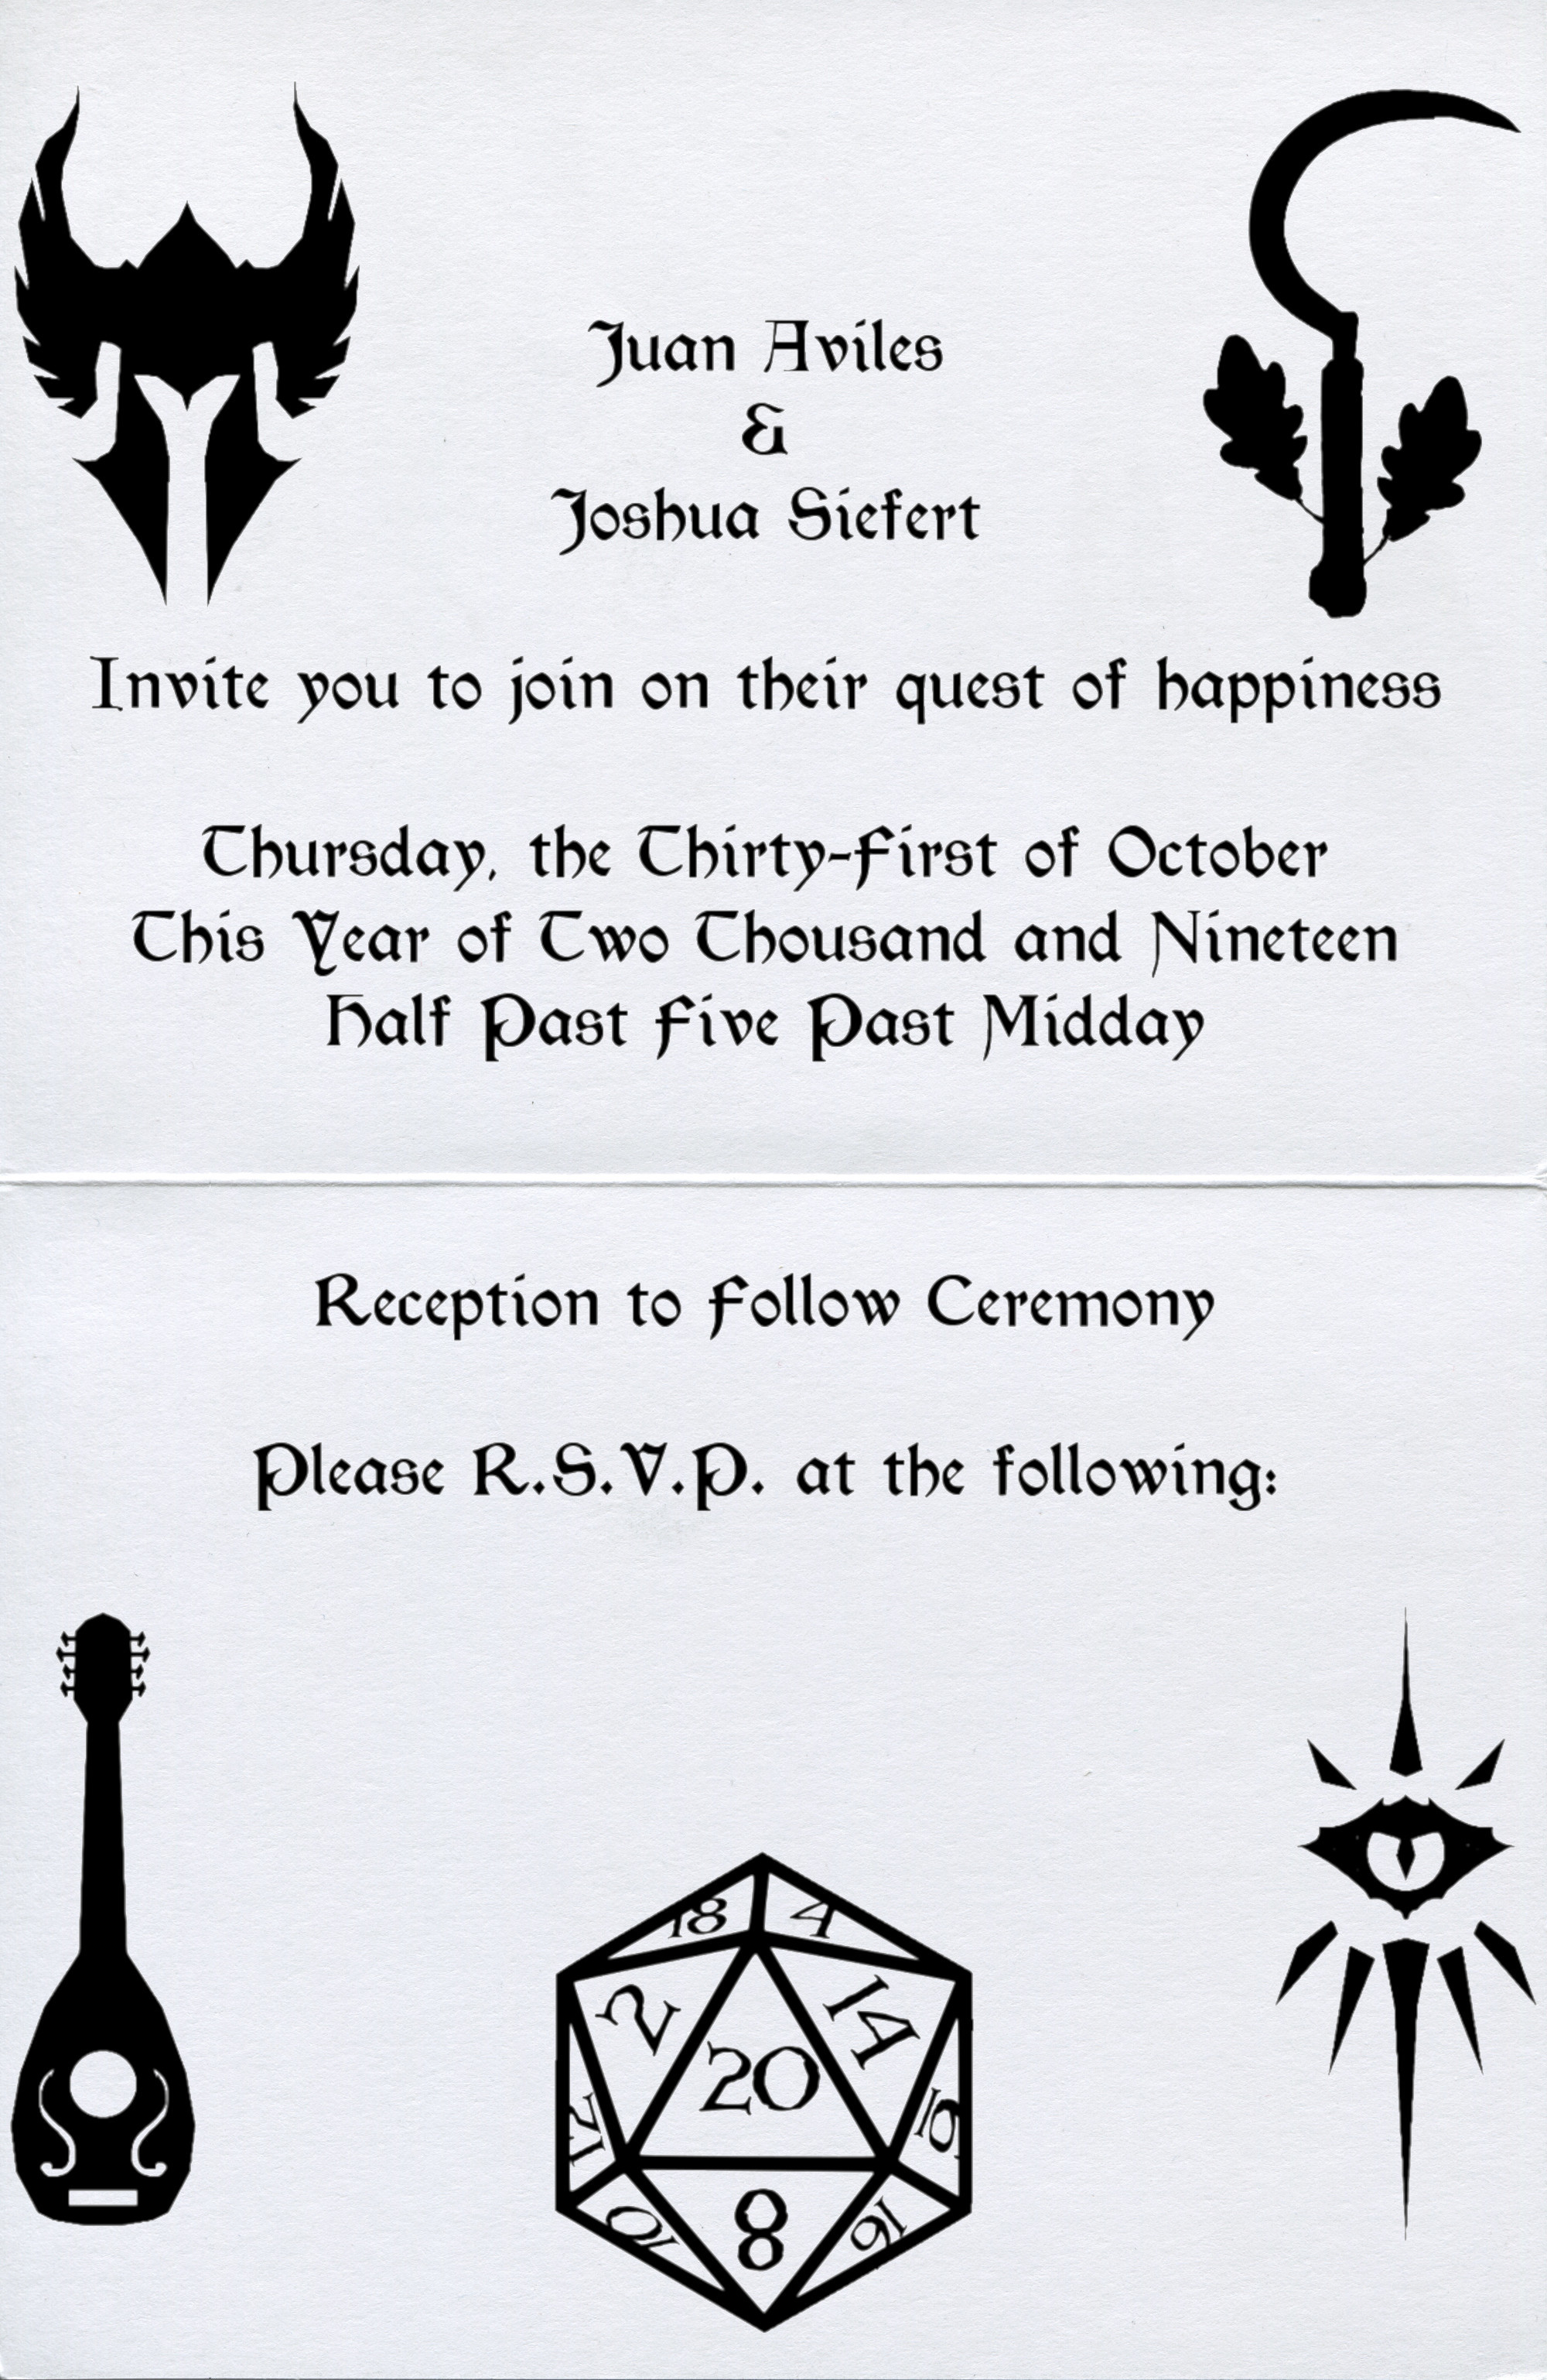 Juan Aviles
&
Joshua Siefert
Invite you to join on their quest of happiness
Thursday, the Thirty-First of October
This Year of Two Thousand and Nineteen
Half Past Five Past Midday
Reception to Follow Ceremony
Please R.S.V.P. at the following:
18 4
2 14
20
12 16
10 8 16